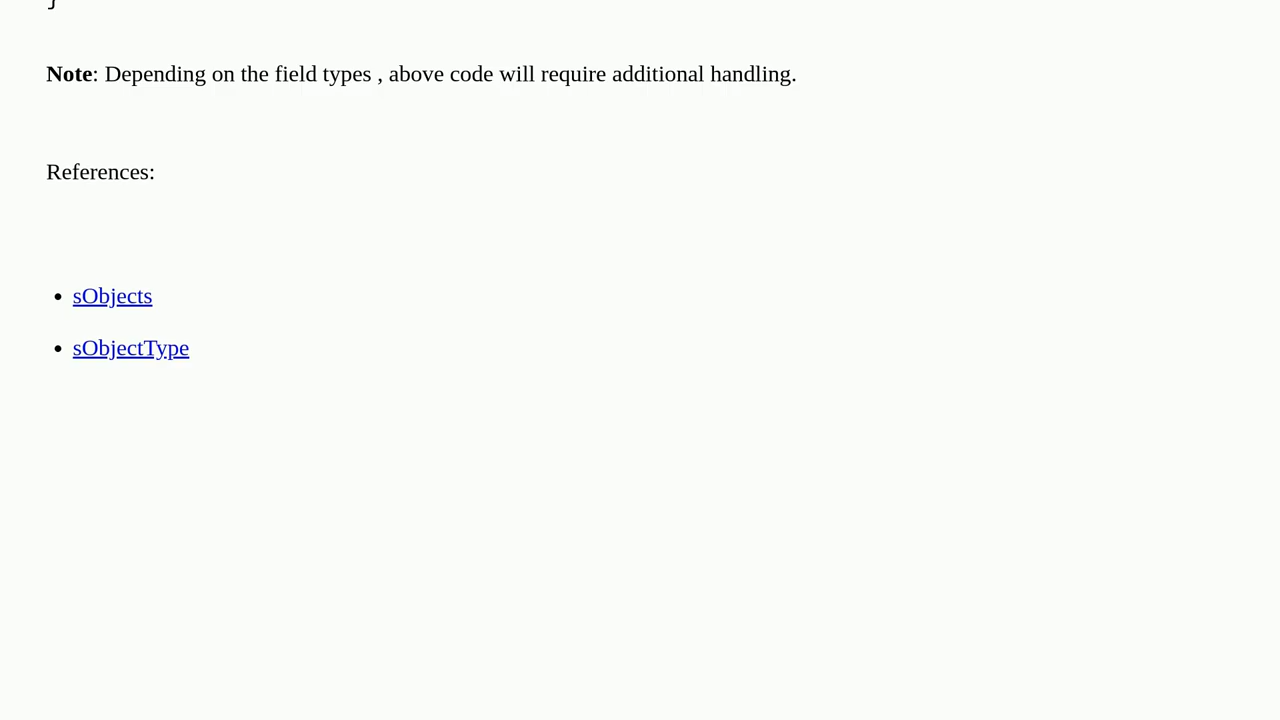 }
Note: Depending on the field types , above code will require additional handling.
References:
• sObjects
• sObjectType